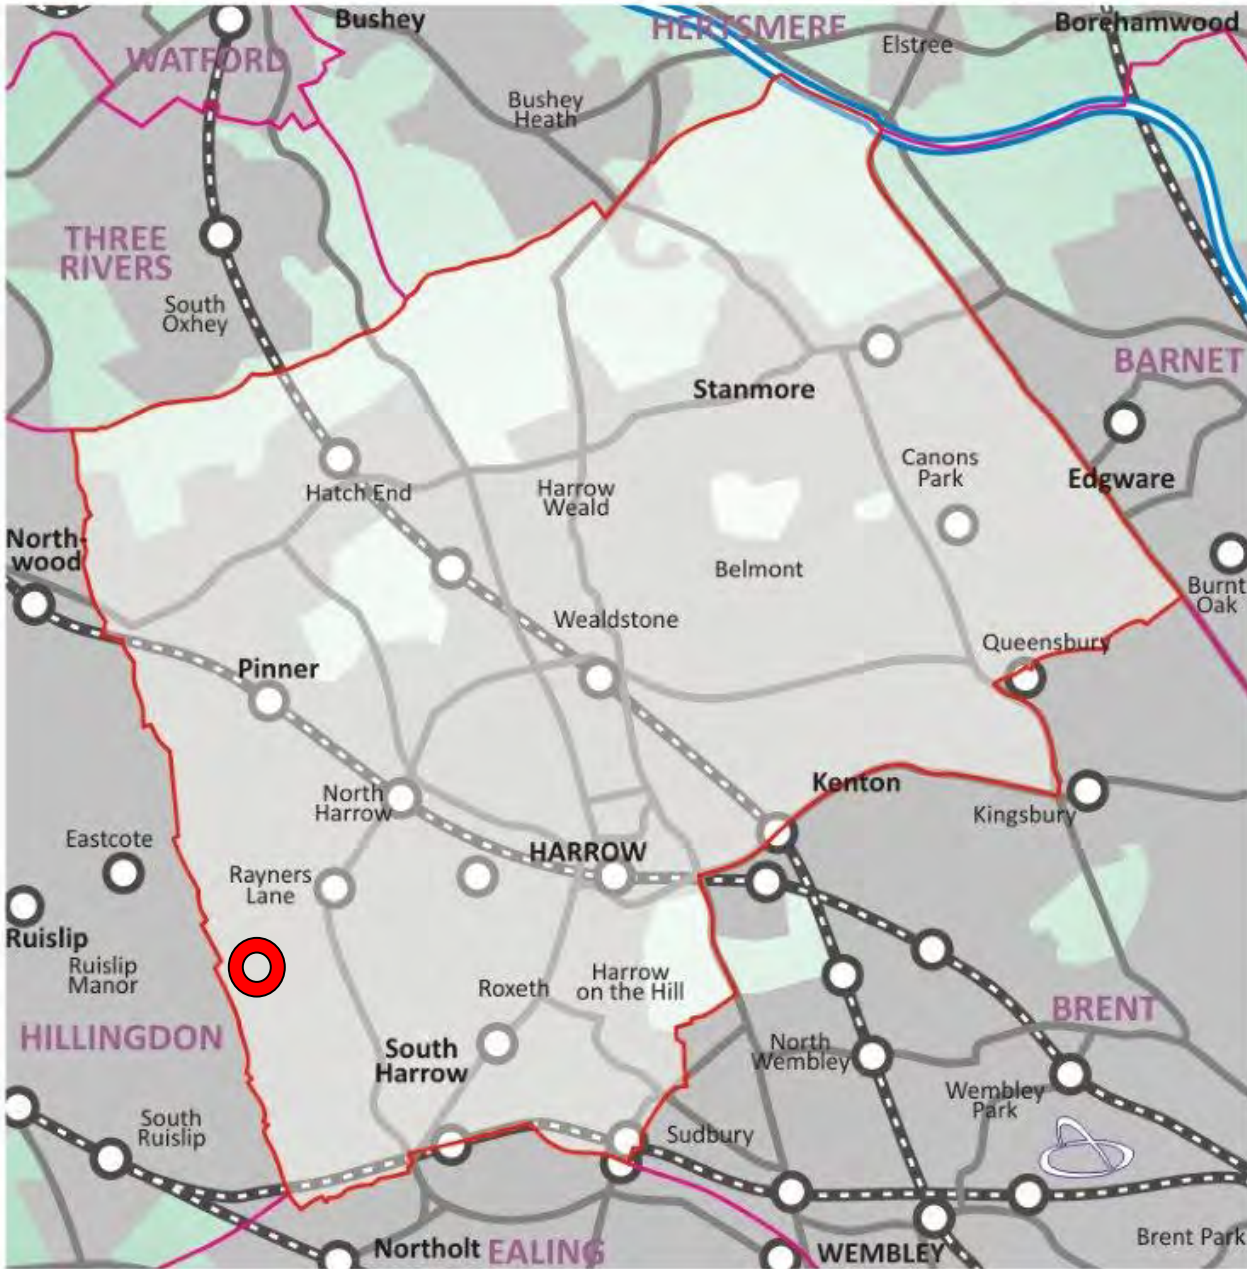 Bushey
HERTSMERE
Borehamwood
WATFORD
Elstree
Bushey
Heath
THREE
RIVERS
South
Oxhey
BARNET
Stanmore
Canons
Park
Edgware
Hatch End
Harrow
Weald
North-
wood
Belmont
Burnt
Oak
Wealdstone
Queensbury
Pinner
Kenton
North
Harrow
Kingsbury
Eastcote
HARROW
Rayners
Lane
Ruislip
Ruislip
Manor
Harrow
on the Hill
Roxeth
BRENT
HILLINGDON
South
Harrow
North
Wembley
Wembley
Park
South
Ruislip
Sudbury
Brent Park
Northolt
EALING
WEMBLEY